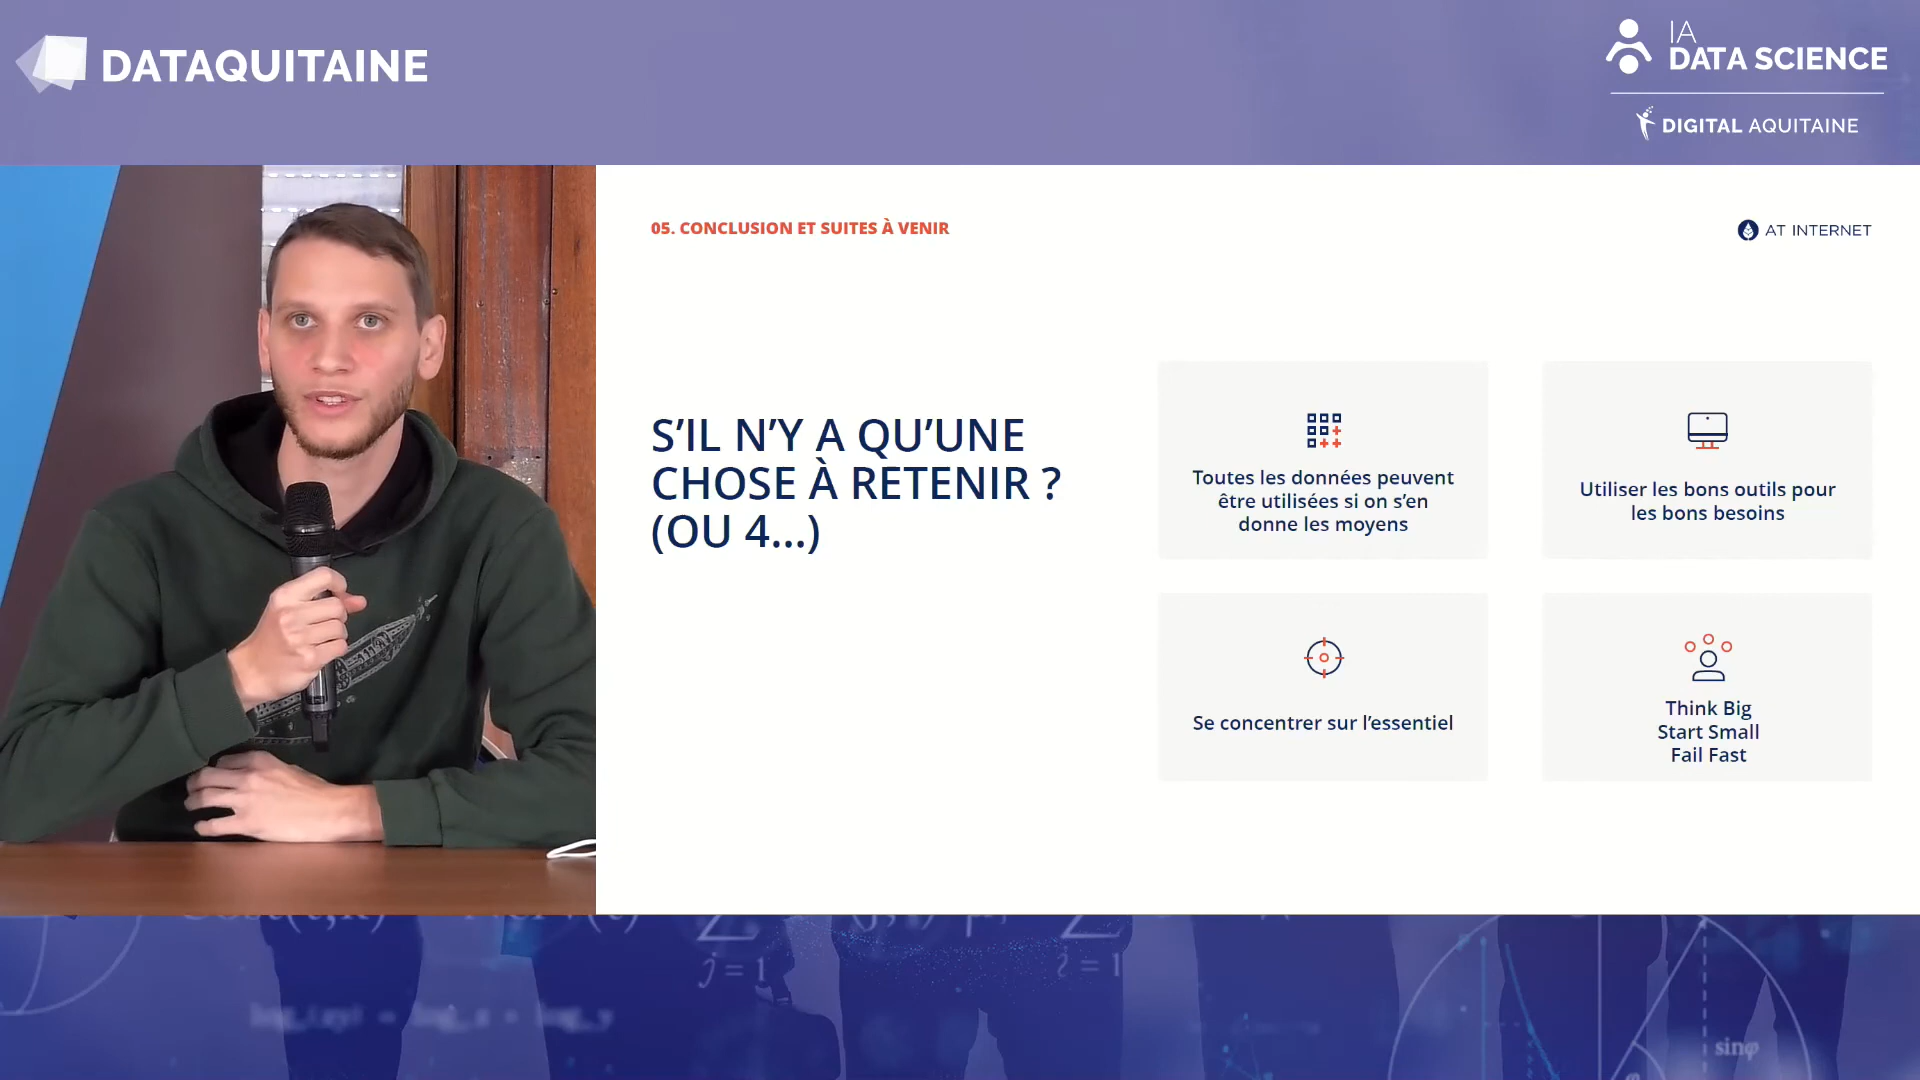 DATAQUITAINE
IA
DATA SCIENCE
DIGITAL AQUITAINE
05. CONCLUSION ET SUITES À VENIR
AT INTERNET
S’IL N’Y A QU’UNE
CHOSE À RETENIR ?
(OU 4...)
Toutes les données peuvent
être utilisées si on s’en
donne les moyens
Utiliser les bons outils pour
les bons besoins
Se concentrer sur l’essentiel
Think Big
Start Small
Fail Fast
j = 1
sinφ